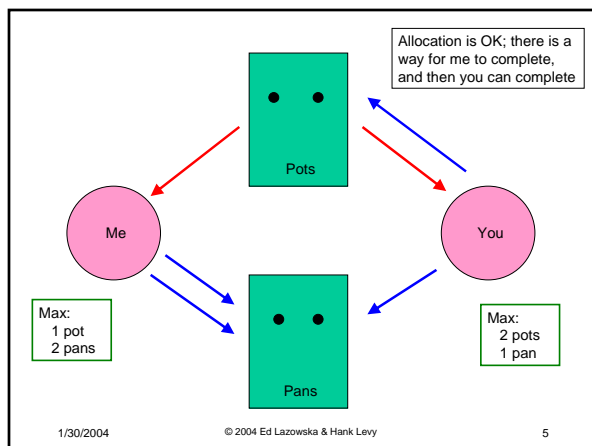 Allocation is OK; there is a
way for me to complete,
and then you can complete
Pots
Me
You
Max:
1 pot
2 pans
Max:
2 pots
1 pan
Pans
1/30/2004
© 2004 Ed Lazowska & Hank Levy
5